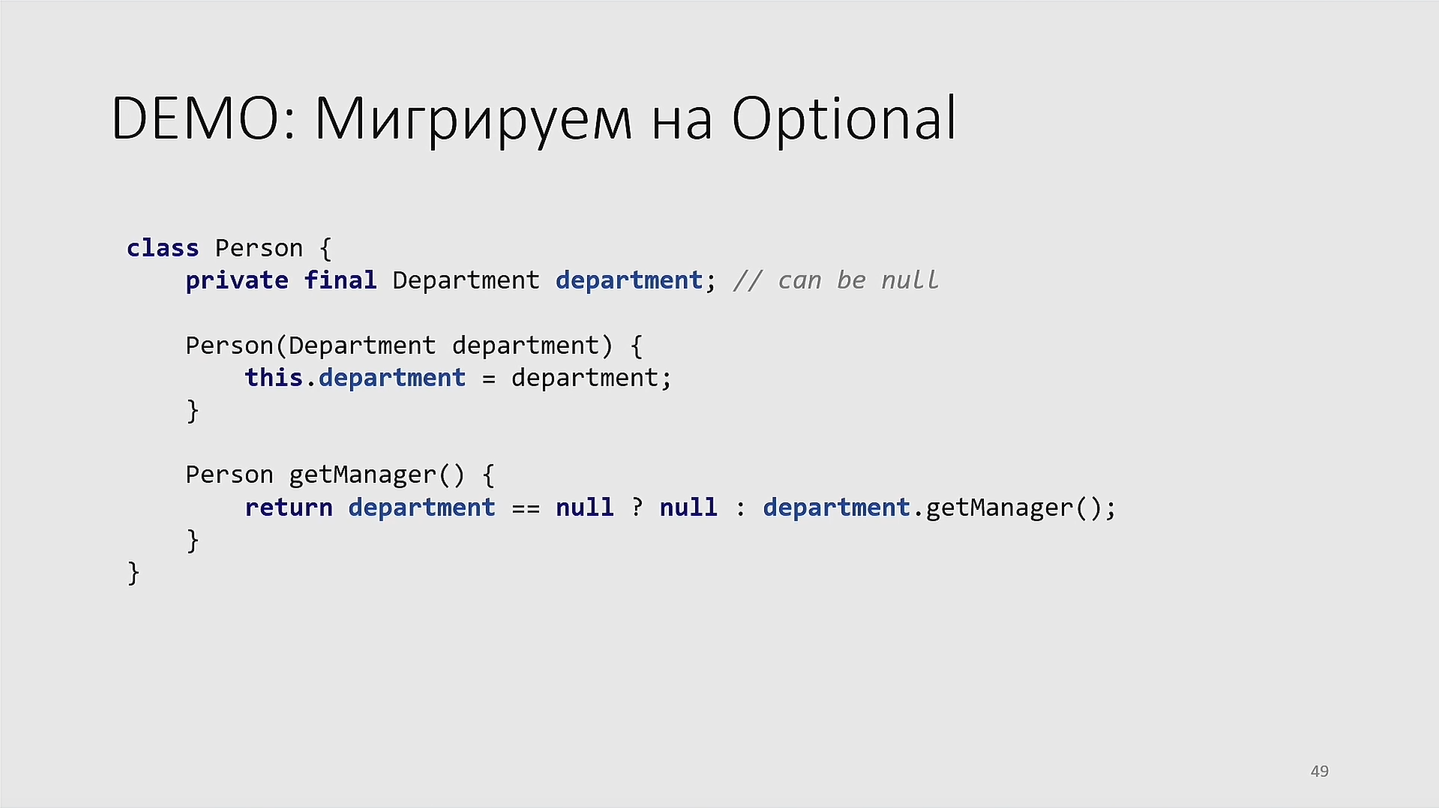 DEMO: Мигрируем на Optional
class Person {
    private final Department department; // can be null
    Person(Department department) {
        this.department = department;
    }
    Person getManager() {
        return department == null ? null : department.getManager();
    }
}
49